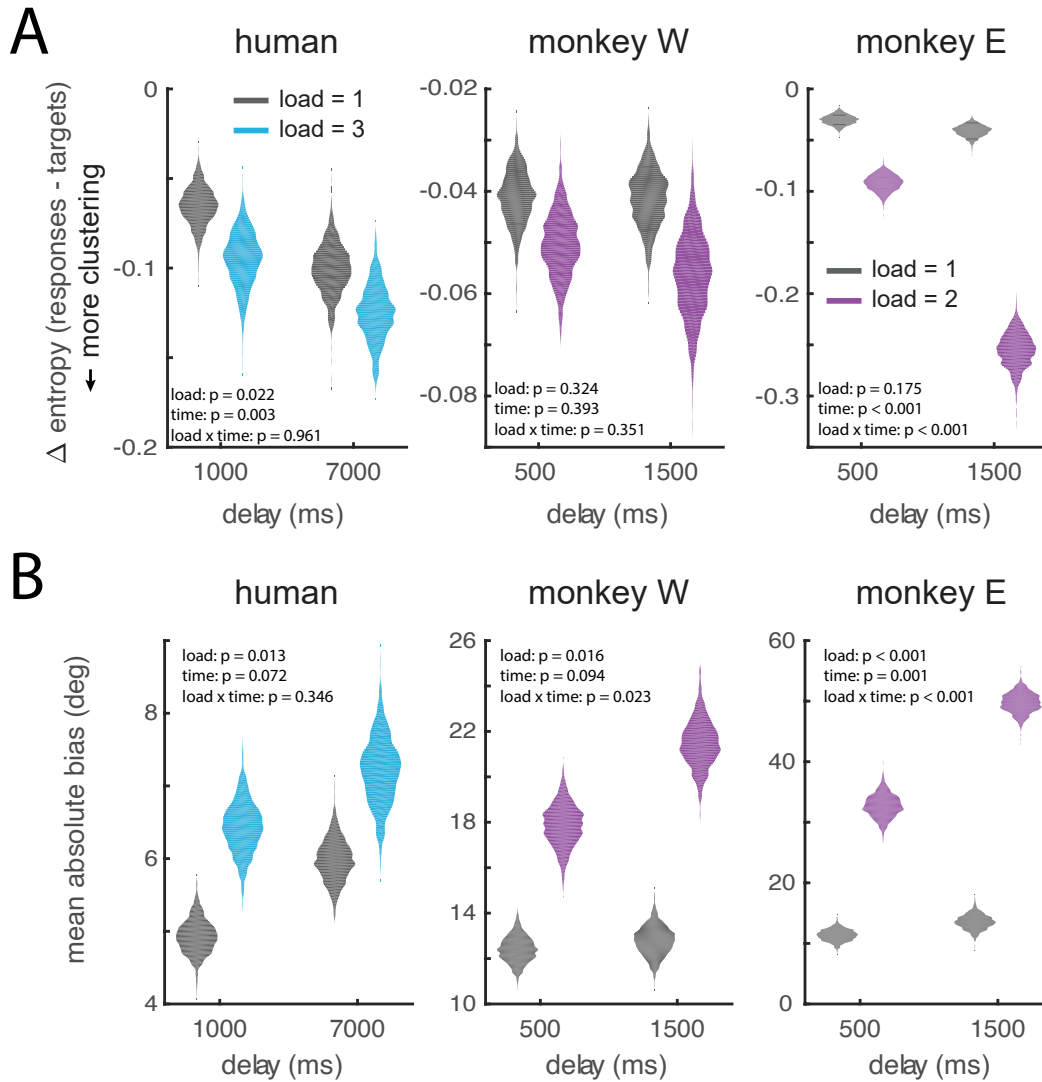 A
human
monkey W
monkey E
Δ entropy (responses - targets)
← more clustering
0
-0.1
-0.2
load = 1
load = 3
load: p = 0.022
time: p = 0.003
load x time: p = 0.961
1000
7000
delay (ms)
-0.02
-0.04
-0.06
-0.08
load: p = 0.324
time: p = 0.393
load x time: p = 0.351
500
1500
delay (ms)
0
-0.1
-0.2
-0.3
load = 1
load = 2
load: p = 0.175
time: p < 0.001
load x time: p < 0.001
500
1500
delay (ms)
B
human
monkey W
monkey E
mean absolute bias (deg)
8
6
4
load: p = 0.013
time: p = 0.072
load x time: p = 0.346
1000
7000
delay (ms)
26
22
18
14
10
load: p = 0.016
time: p = 0.094
load x time: p = 0.023
500
1500
delay (ms)
60
40
20
0
load: p < 0.001
time: p = 0.001
load x time: p < 0.001
500
1500
delay (ms)